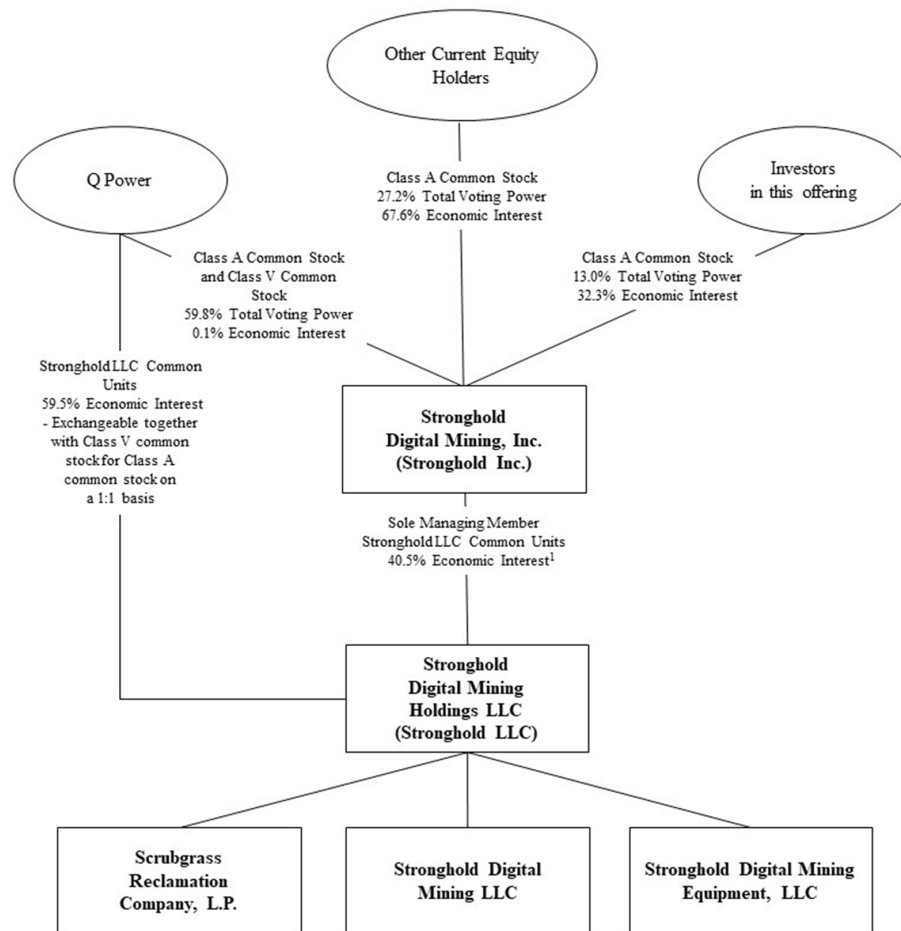 Other Current Equity
Holders
Q Power
Investors
in this offering
Class A Common Stock
27.2% Total Voting Power
67.6% Economic Interest
Class A Common Stock
and Class V Common
Stock
59.8% Total Voting Power
0.1% Economic Interest
Class A Common Stock
13.0% Total Voting Power
32.3% Economic Interest
Stronghold LLC Common
Units
59.5% Economic Interest
- Exchangeable together
with Class V common
stock for Class A
common stock on
a 1:1 basis
Stronghold
Digital Mining, Inc.
(Stronghold Inc.)
Sole Managing Member
Stronghold LLC Common Units
40.5% Economic Interest¹
Stronghold
Digital Mining
Holdings LLC
(Stronghold LLC)
Scrubgrass
Reclamation
Company, L.P.
Stronghold Digital
Mining LLC
Stronghold Digital Mining
Equipment, LLC